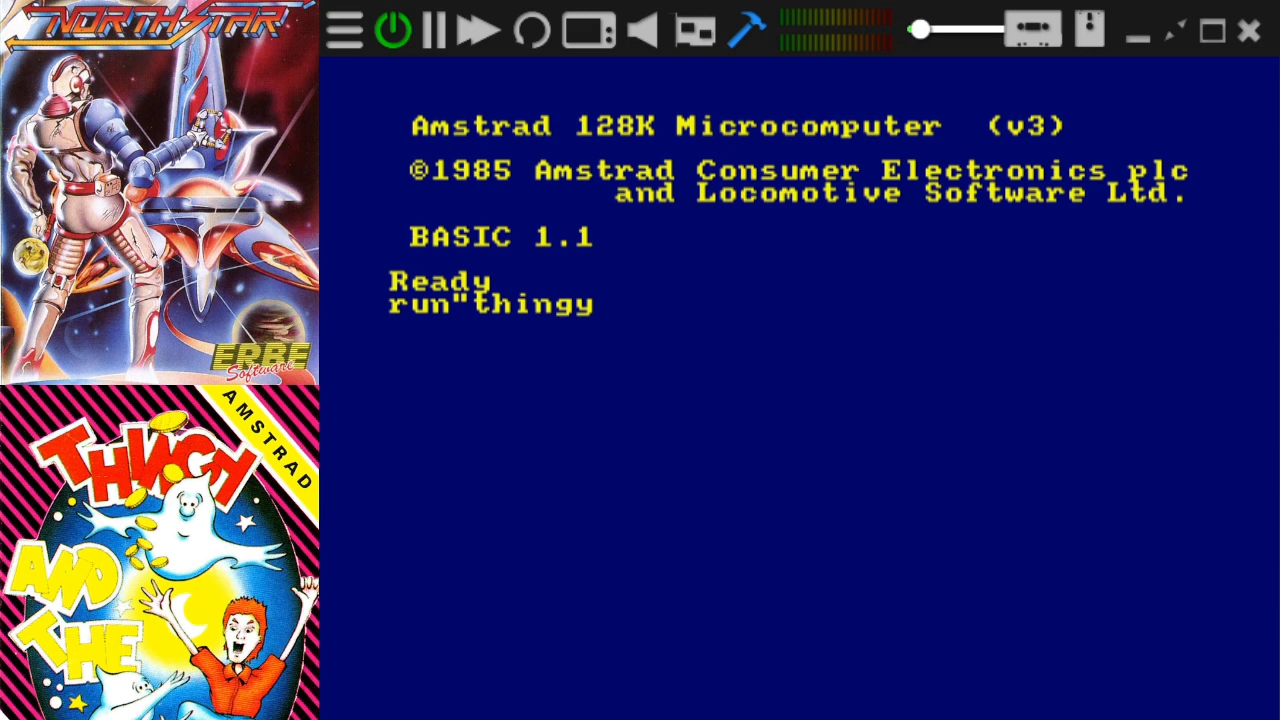 NORTHSTAR
ERBE
Software
AMSTRAD
THINGY
AND
THE
Amstrad 128K Microcomputer (v3)
©1985 Amstrad Consumer Electronics plc
and Locomotive Software Ltd.
BASIC 1.1
Ready
run"thingy